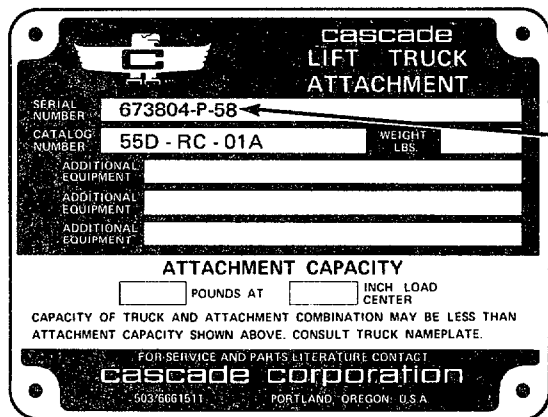 cascade
LIFT TRUCK
ATTACHMENT
SERIAL NUMBER 673804-P-58
CATALOG NUMBER 55D - RC - 01A WEIGHT LBS.
ADDITIONAL EQUIPMENT
ADDITIONAL EQUIPMENT
ADDITIONAL EQUIPMENT
ATTACHMENT CAPACITY
POUNDS AT INCH LOAD CENTER
CAPACITY OF TRUCK AND ATTACHMENT COMBINATION MAY BE LESS THAN
ATTACHMENT CAPACITY SHOWN ABOVE. CONSULT TRUCK NAMEPLATE.
FOR SERVICE AND PARTS LITERATURE CONTACT
cascade corporation
503/6661511 PORTLAND, OREGON U.S.A.